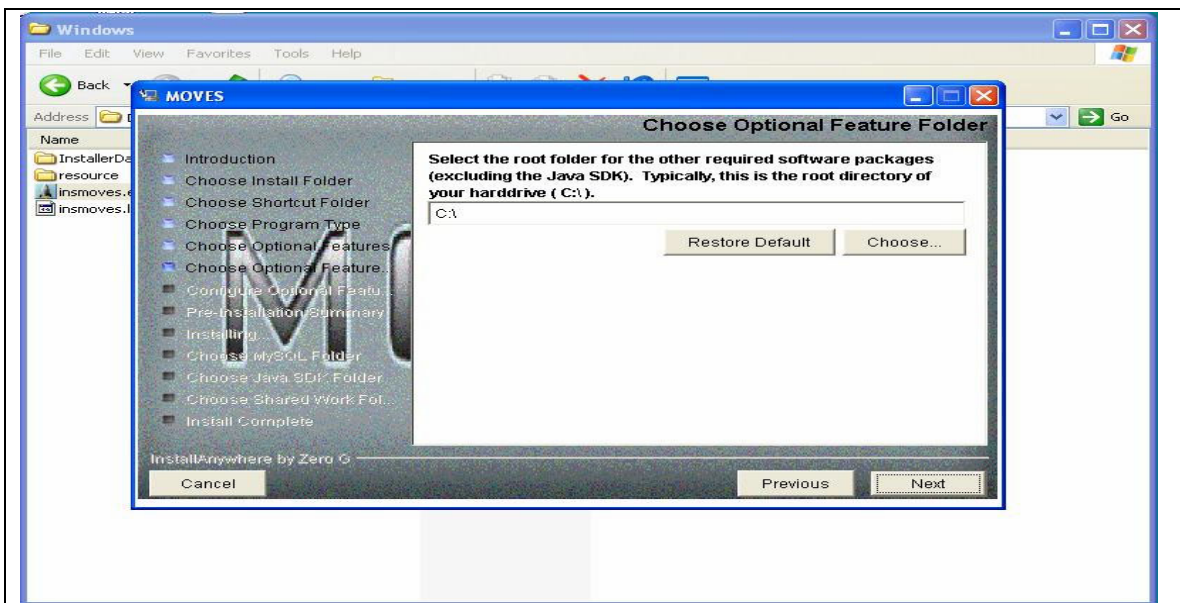 Windows
File Edit View Favorites Tools Help
Back
Address
Go
Name
InstallerDa
resource
insmoves.e
insmoves.l
MOVES
Choose Optional Feature Folder
Introduction
Choose Install Folder
Choose Shortcut Folder
Choose Program Type
Choose Optional Features
Choose Optional Feature...
Configure Optional Featu...
Pre-Installation Summary
Installing...
Choose MySQL Folder
Choose Java SDK Folder
Choose Shared Work Fol...
Install Complete
Select the root folder for the other required software packages
(excluding the Java SDK). Typically, this is the root directory of
your harddrive ( C:\ ).
C:\
Restore Default Choose...
InstallAnywhere by Zero G
Cancel Previous Next